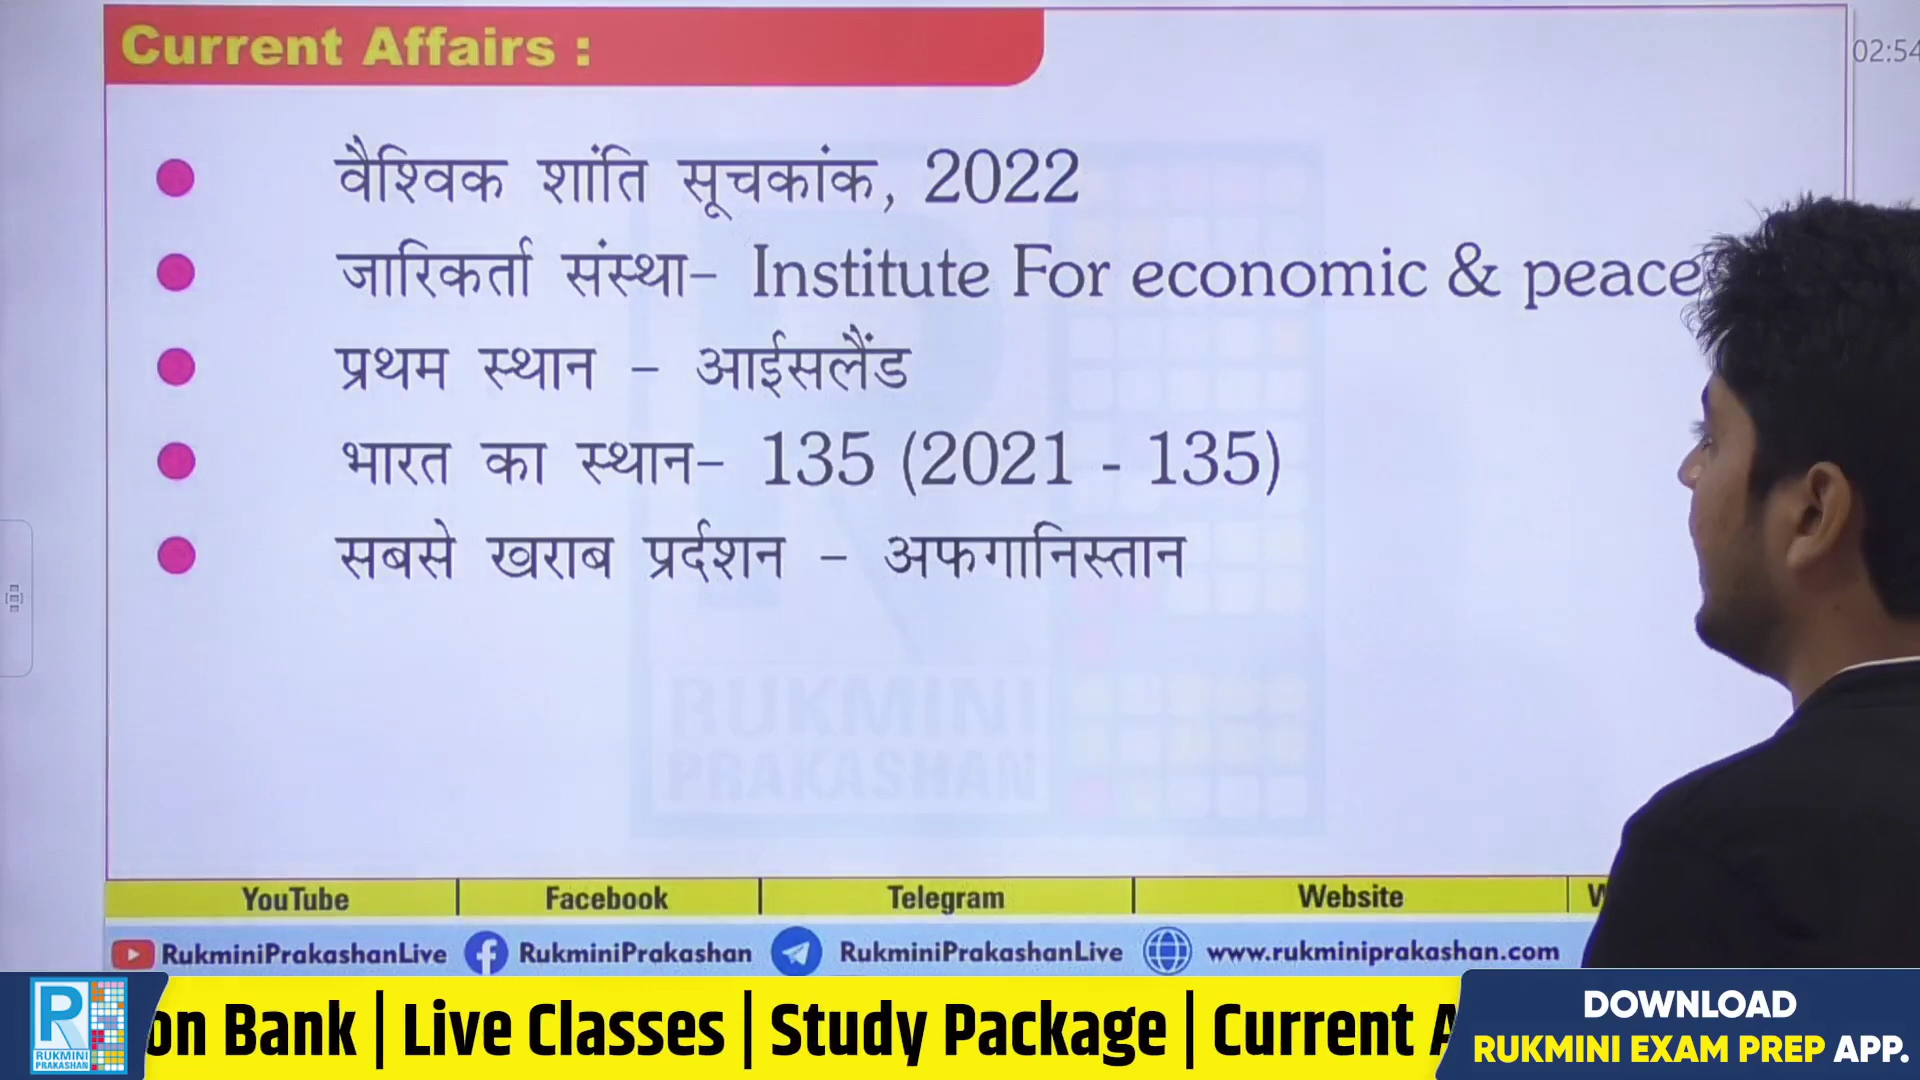 Current Affairs :
02:54
वैश्विक शांति सूचकांक, 2022
जारिकर्ता संस्था– Institute For economic & peace
प्रथम स्थान – आईसलैंड
भारत का स्थान– 135 (2021 - 135)
सबसे खराब प्रर्दशन – अफगानिस्तान
RUKMINI
PRAKASHAN
YouTube Facebook Telegram Website
RukminiPrakashanLive RukminiPrakashan RukminiPrakashanLive www.rukminiprakashan.com
on Bank | Live Classes | Study Package | Current A
R
RUKMINI
PRAKASHAN
DOWNLOAD
RUKMINI EXAM PREP APP.